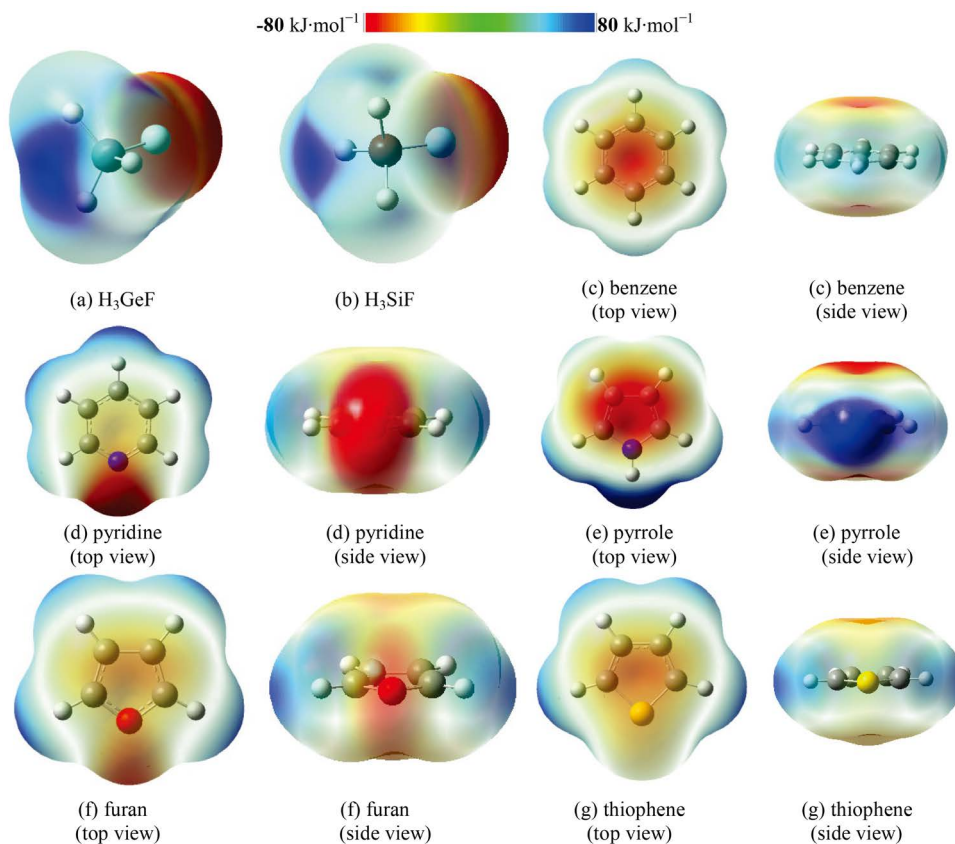 -80 kJ·mol⁻¹ 80 kJ·mol⁻¹
(a) H₃GeF
(b) H₃SiF
(c) benzene
(top view)
(c) benzene
(side view)
(d) pyridine
(top view)
(d) pyridine
(side view)
(e) pyrrole
(top view)
(e) pyrrole
(side view)
(f) furan
(top view)
(f) furan
(side view)
(g) thiophene
(top view)
(g) thiophene
(side view)